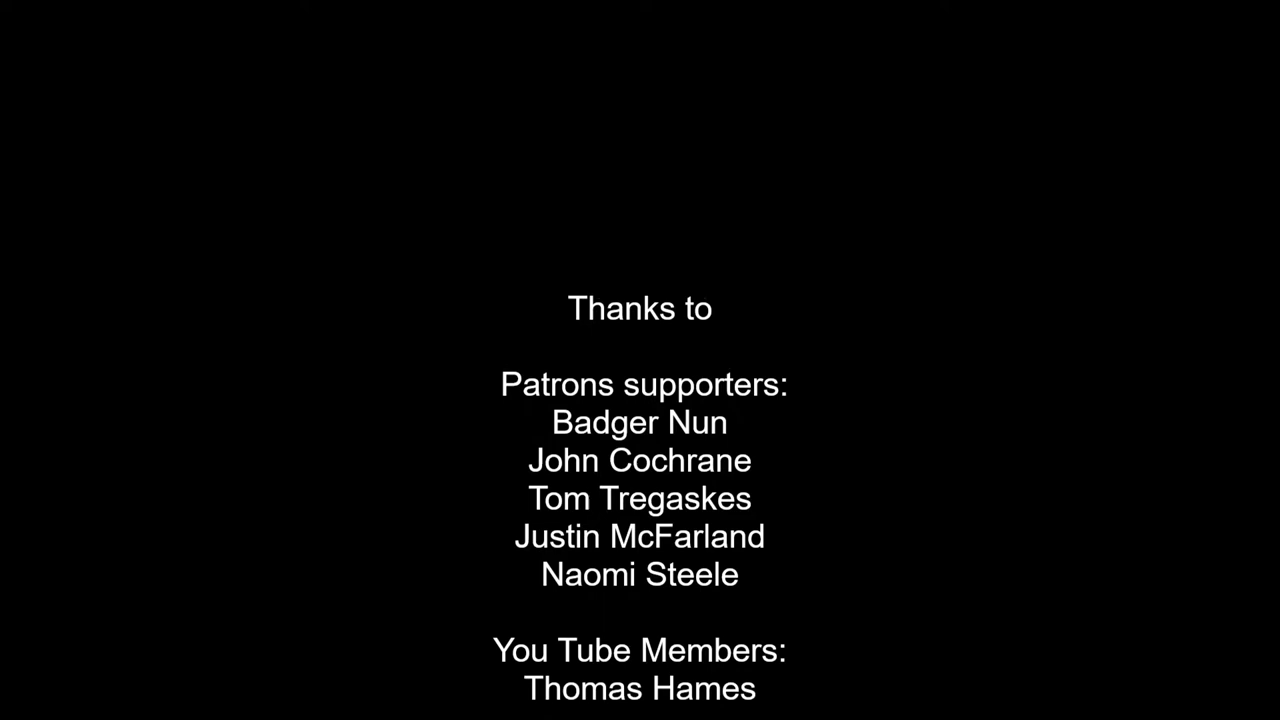 Thanks to
Patrons supporters:
Badger Nun
John Cochrane
Tom Tregaskes
Justin McFarland
Naomi Steele
You Tube Members:
Thomas Hames